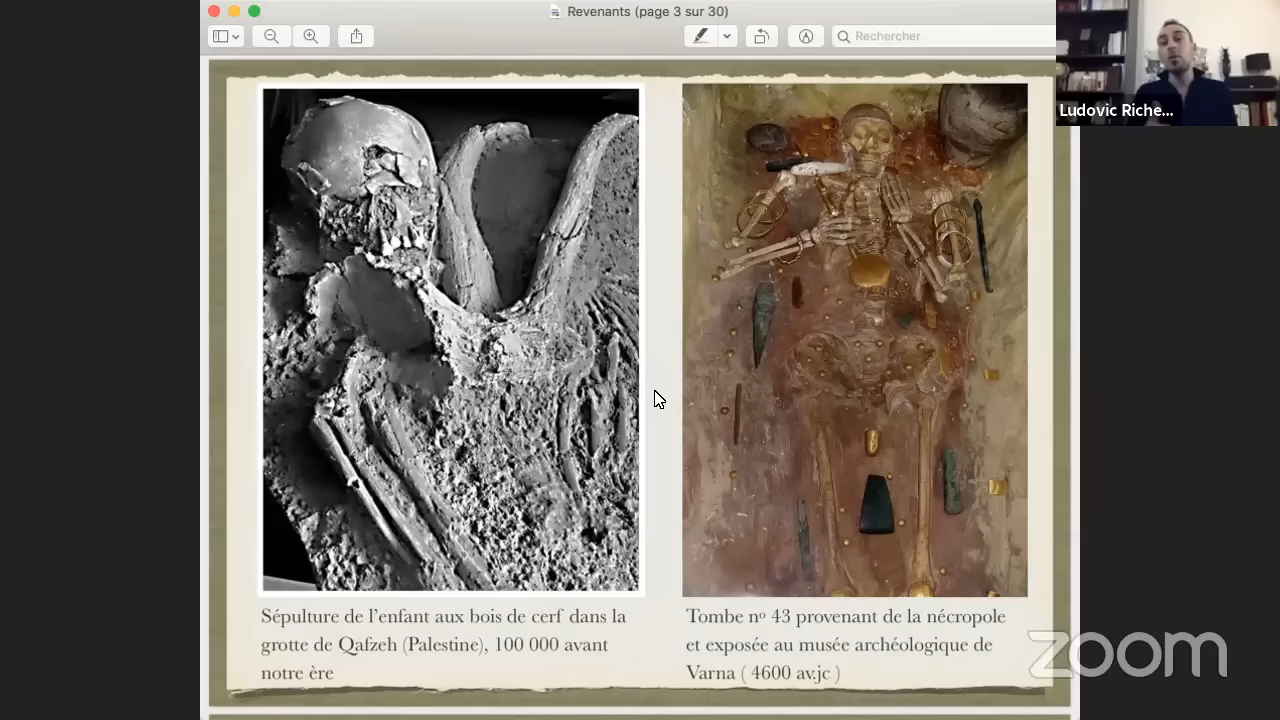 Revenants (page 3 sur 30)
Rechercher
Ludovic Riche...
Sépulture de l'enfant aux bois de cerf dans la
grotte de Qafzeh (Palestine), 100 000 avant
notre ère
Tombe nº 43 provenant de la nécropole
et exposée au musée archéologique de
Varna ( 4600 av.jc )
zoom